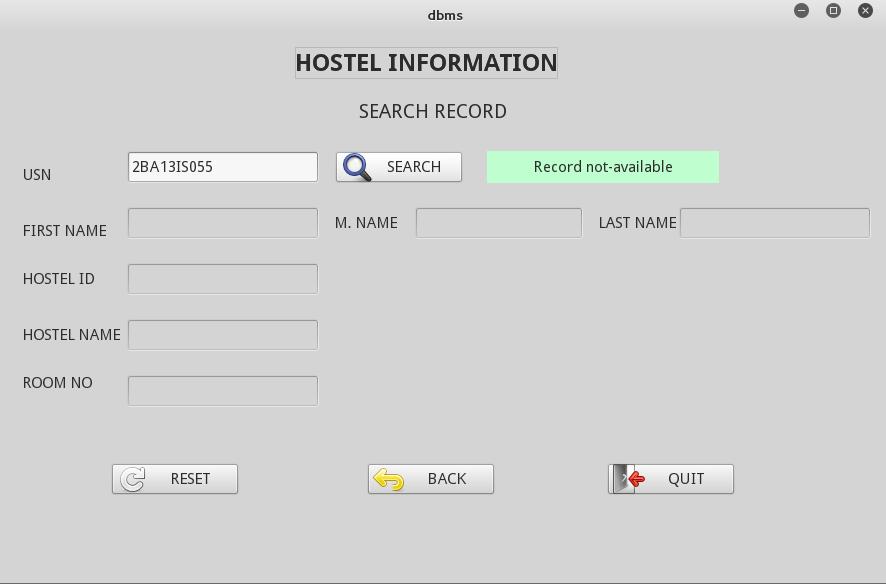 dbms
HOSTEL INFORMATION
SEARCH RECORD
USN 2BA13IS055 SEARCH Record not-available
FIRST NAME M. NAME LAST NAME
HOSTEL ID
HOSTEL NAME
ROOM NO
RESET BACK QUIT